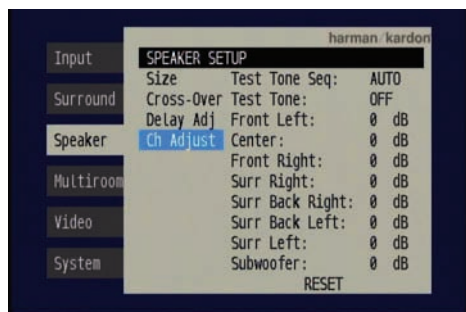 harman/kardon
Input
Surround
Speaker
Multiroom
Video
System
SPEAKER SETUP
Size
Cross-Over
Delay Adj
Ch Adjust
Test Tone Seq: AUTO
Test Tone: OFF
Front Left: 0 dB
Center: 0 dB
Front Right: 0 dB
Surr Right: 0 dB
Surr Back Right: 0 dB
Surr Back Left: 0 dB
Surr Left: 0 dB
Subwoofer: 0 dB
RESET